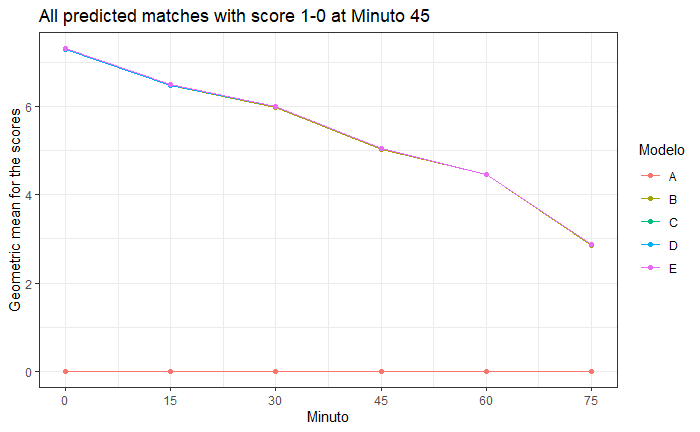 All predicted matches with score 1-0 at Minuto 45
Geometric mean for the scores
6
4
2
0
0 15 30 45 60 75
Minuto
Modelo
A
B
C
D
E